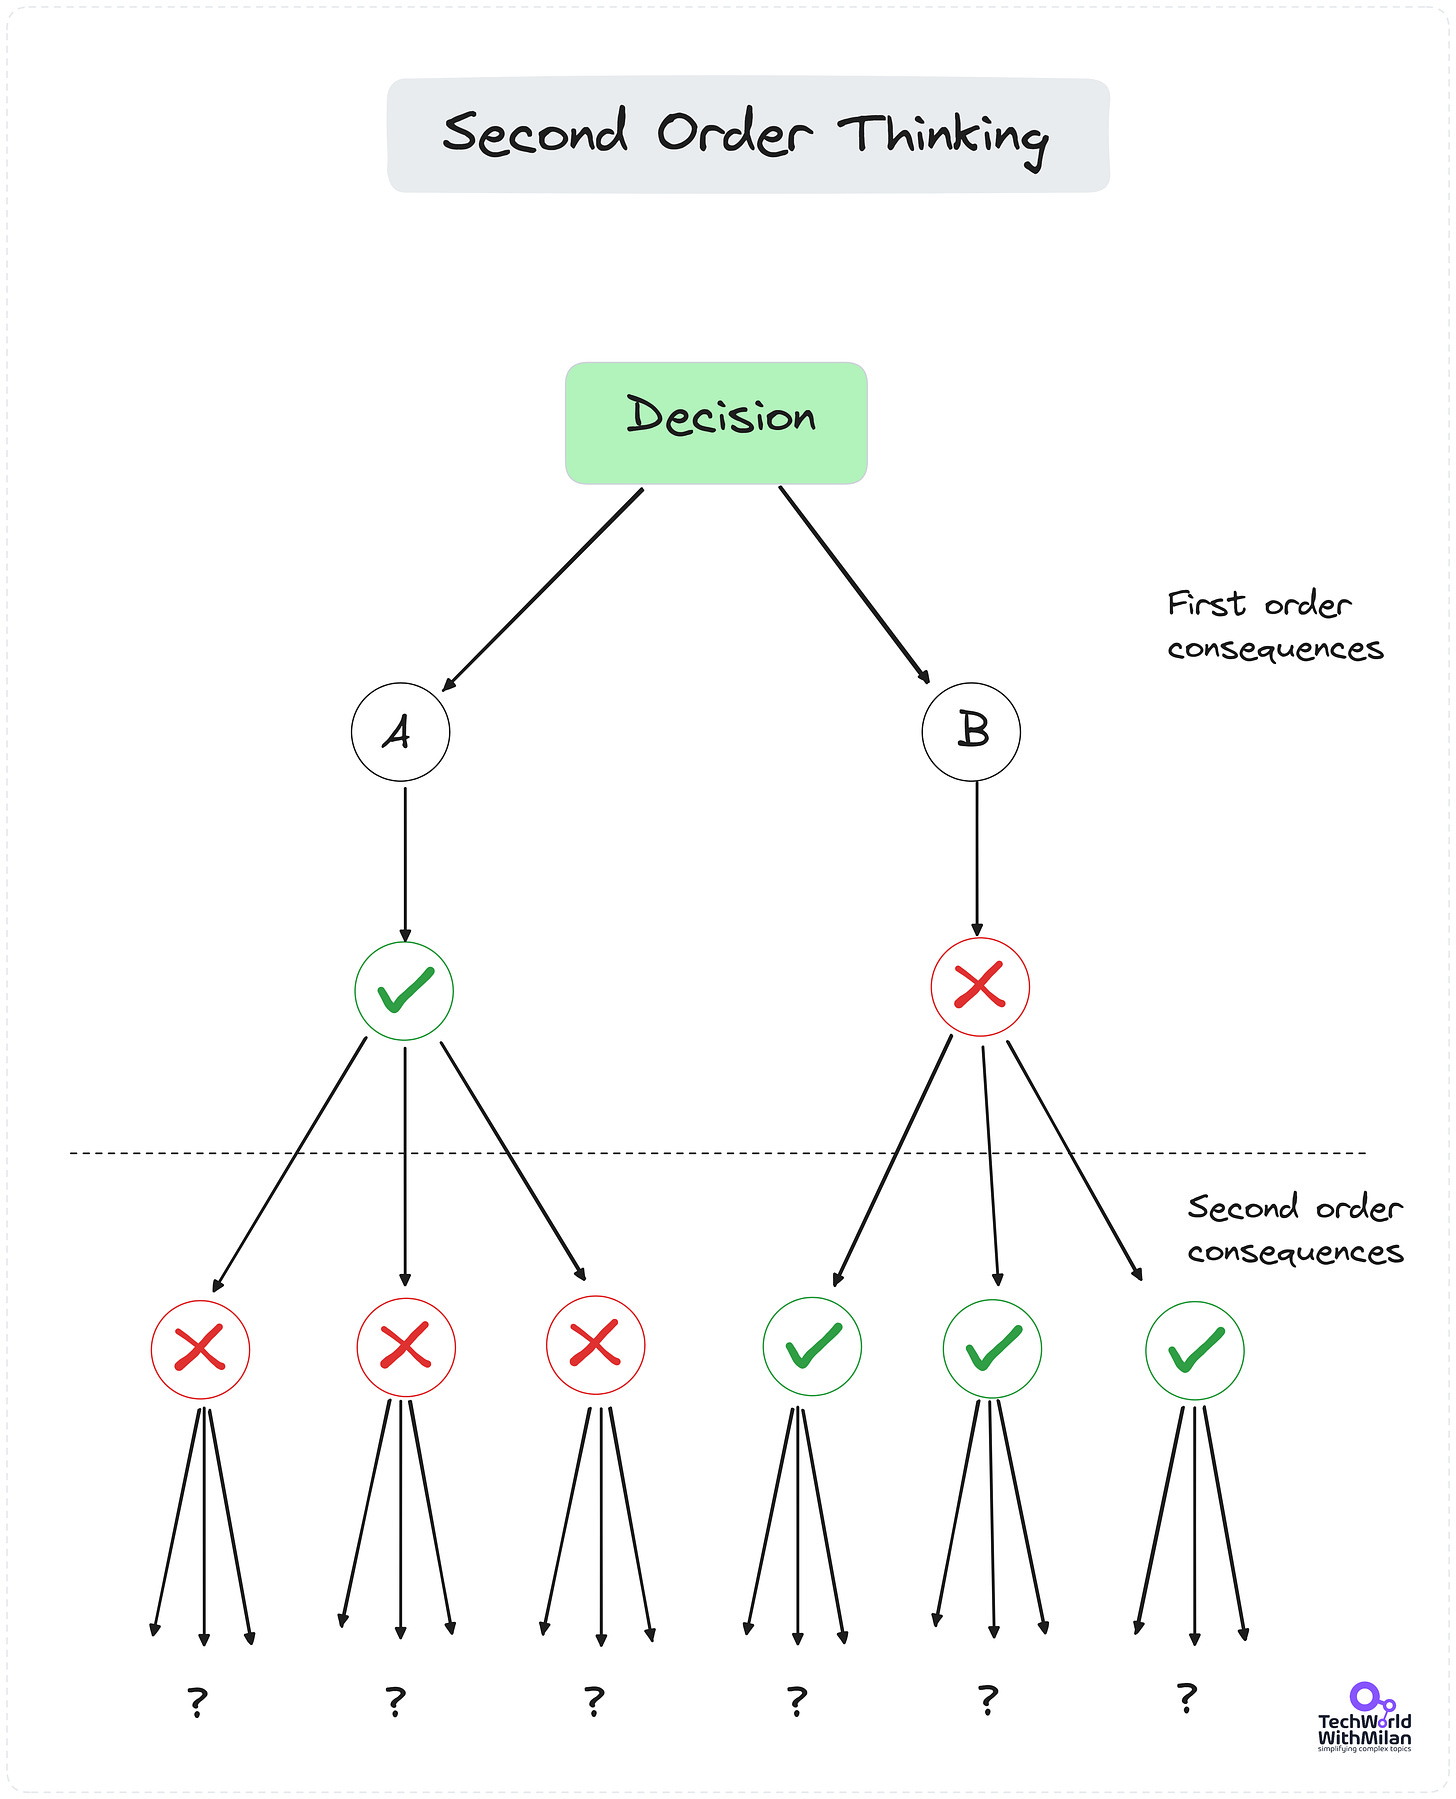 Second Order Thinking
Decision
First order
consequences
A
B
Second order
consequences
? ? ? ? ? ?
TechWorld
WithMilan
simplifying complex topics